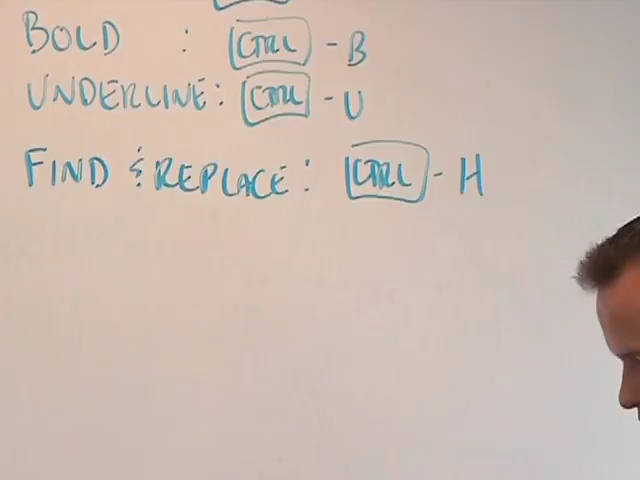 BOLD : CTRL - B
UNDERLINE: CTRL - U
FIND & REPLACE: CTRL - H